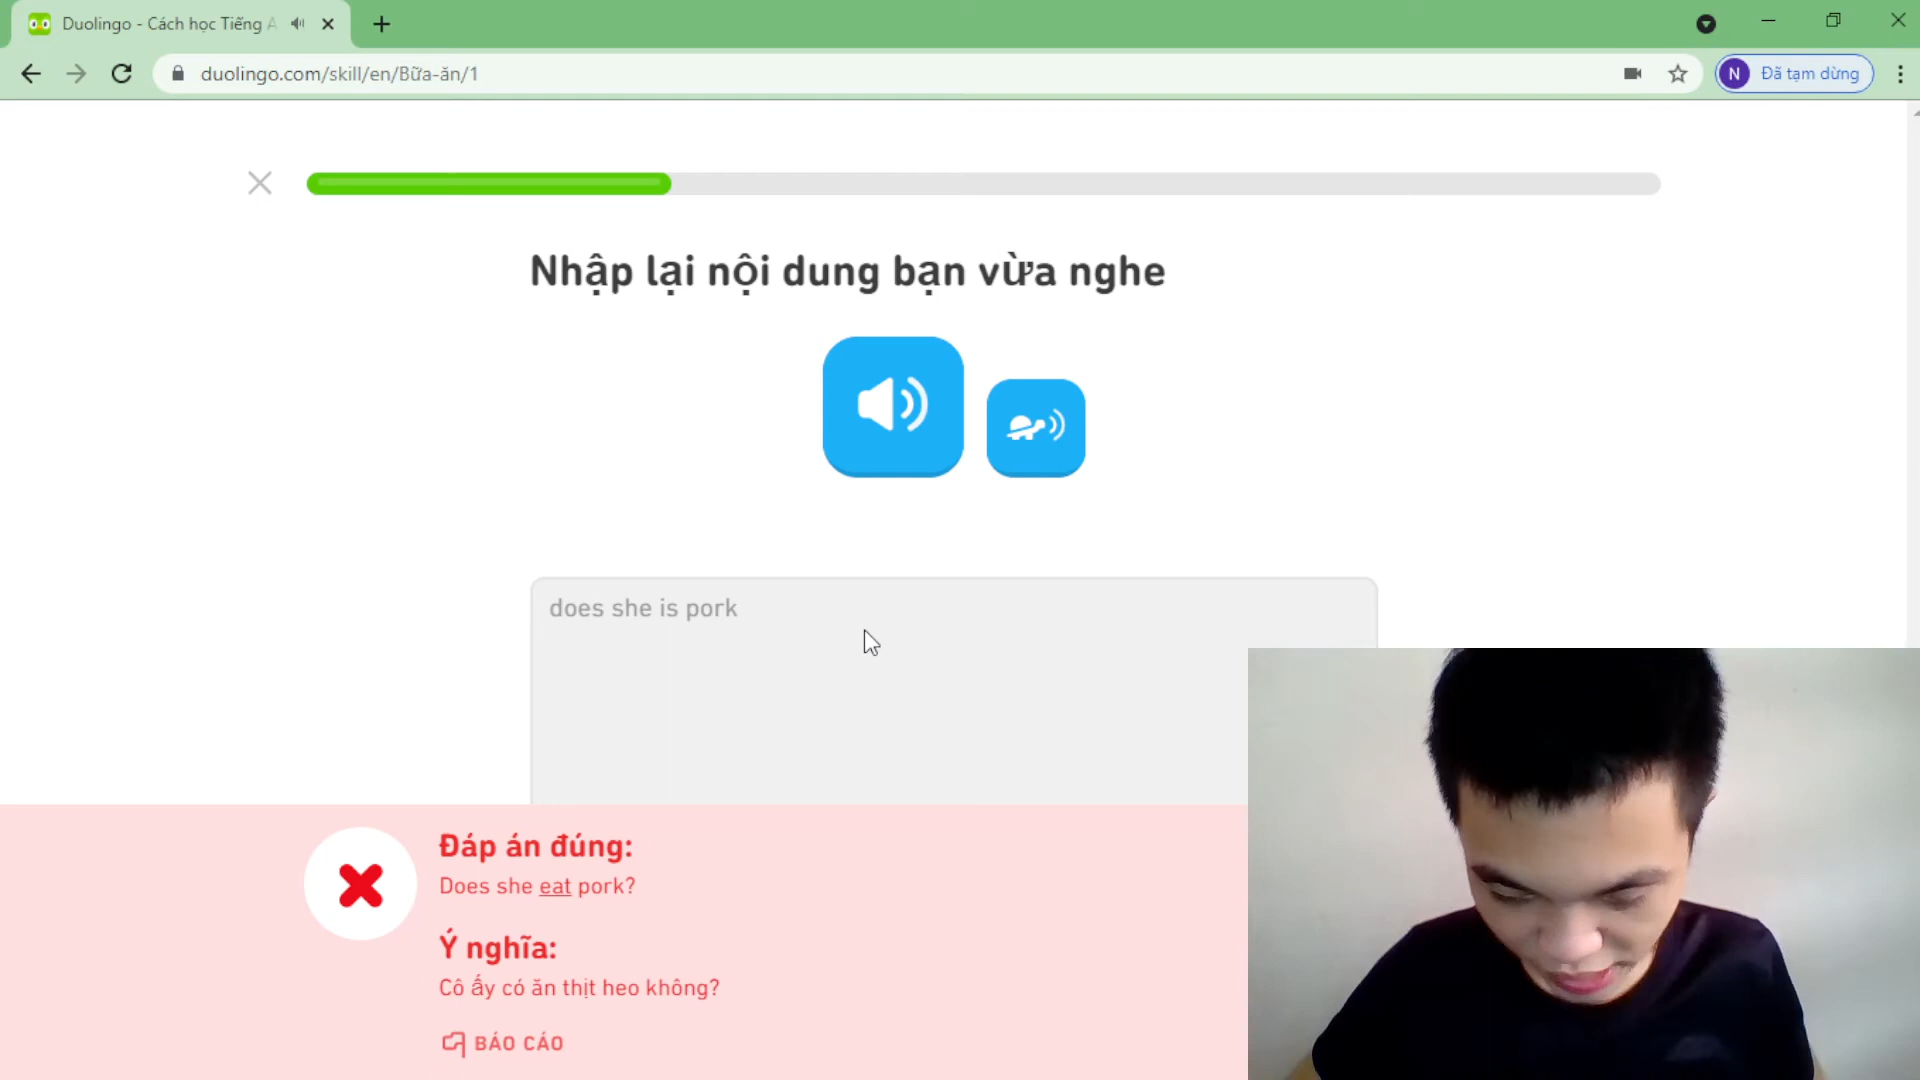 Duolingo - Cách học Tiếng A
duolingo.com/skill/en/Bữa-ăn/1
N Đã tạm dừng
Nhập lại nội dung bạn vừa nghe
does she is pork
Đáp án đúng:
Does she eat pork?
Ý nghĩa:
Cô ấy có ăn thịt heo không?
BÁO CÁO